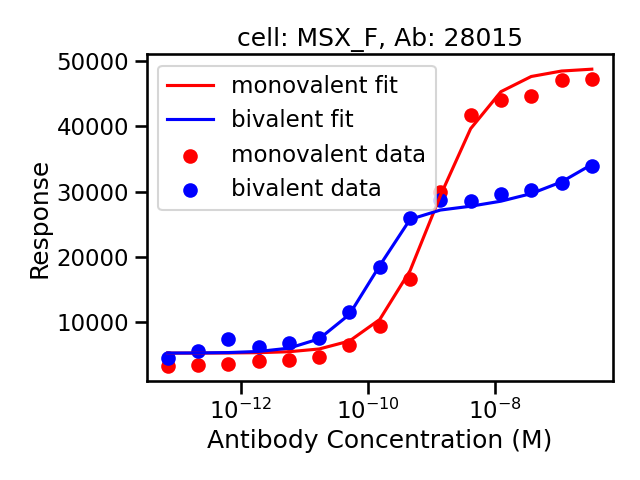 cell: MSX_F, Ab: 28015
50000
40000
30000
20000
10000
Response
monovalent fit
bivalent fit
monovalent data
bivalent data
10⁻¹² 10⁻¹⁰ 10⁻⁸
Antibody Concentration (M)